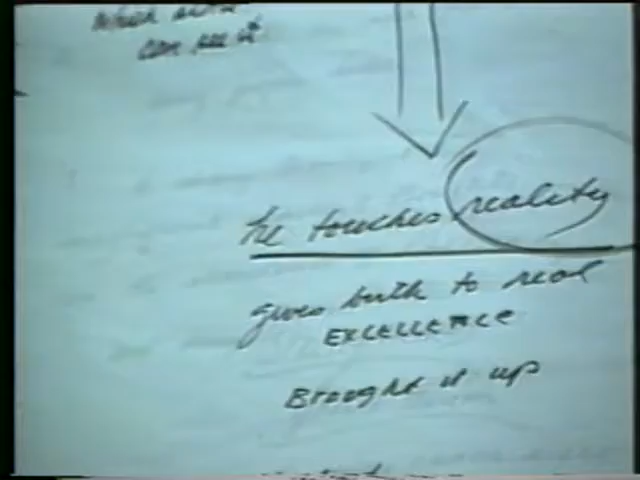 can see it
he touches reality
gives birth to real
EXCELLENCE
Brought it up